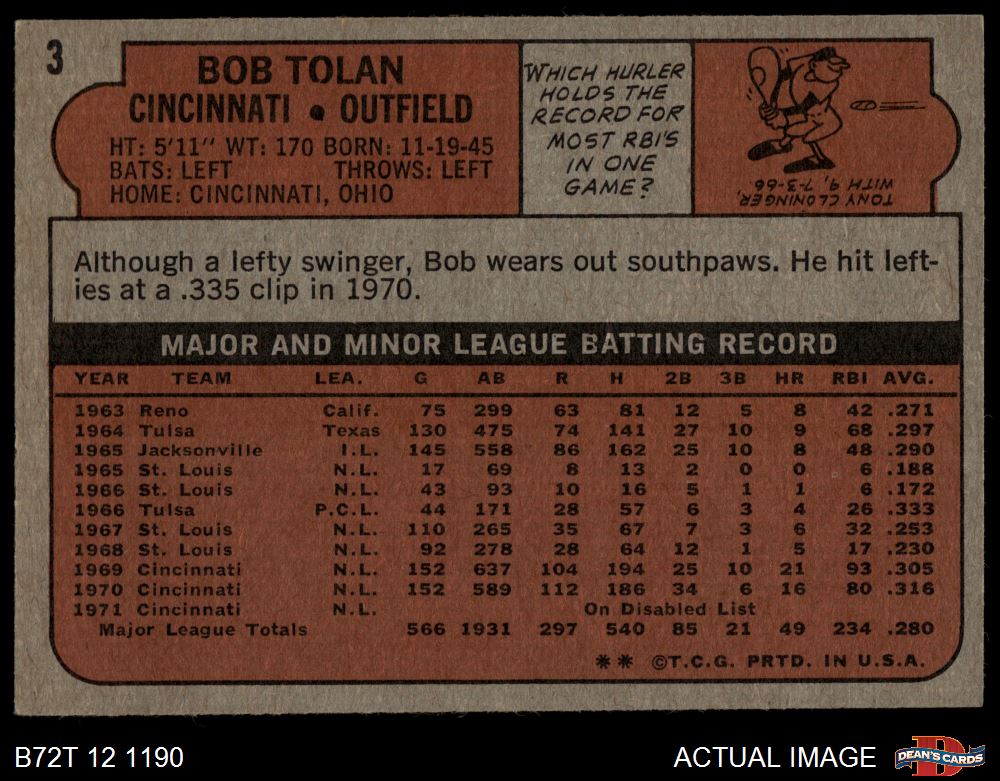 3
BOB TOLAN
CINCINNATI • OUTFIELD
HT: 5'11" WT: 170 BORN: 11-19-45
BATS: LEFT THROWS: LEFT
HOME: CINCINNATI, OHIO
WHICH HURLER
HOLDS THE
RECORD FOR
MOST RBI'S
IN ONE
GAME?
TONY CLONINGER,
WITH 9, 7-3-66
Although a lefty swinger, Bob wears out southpaws. He hit left-
ies at a .335 clip in 1970.
MAJOR AND MINOR LEAGUE BATTING RECORD
YEAR TEAM LEA. G AB R H 2B 3B HR RBI AVG.
1963 Reno Calif. 75 299 63 81 12 5 8 42 .271
1964 Tulsa Texas 130 475 74 141 27 10 9 68 .297
1965 Jacksonville I.L. 145 558 86 162 25 10 8 48 .290
1965 St. Louis N.L. 17 69 8 13 2 0 0 6 .188
1966 St. Louis N.L. 43 93 10 16 5 1 1 6 .172
1966 Tulsa P.C.L. 44 171 28 57 6 3 4 26 .333
1967 St. Louis N.L. 110 265 35 67 7 3 6 32 .253
1968 St. Louis N.L. 92 278 28 64 12 1 5 17 .230
1969 Cincinnati N.L. 152 637 104 194 25 10 21 93 .305
1970 Cincinnati N.L. 152 589 112 186 34 6 16 80 .316
1971 Cincinnati N.L. On Disabled List
Major League Totals 566 1931 297 540 85 21 49 234 .280
** ©T.C.G. PRTD. IN U.S.A.
B72T 12 1190
ACTUAL IMAGE
D
DEAN'S CARDS